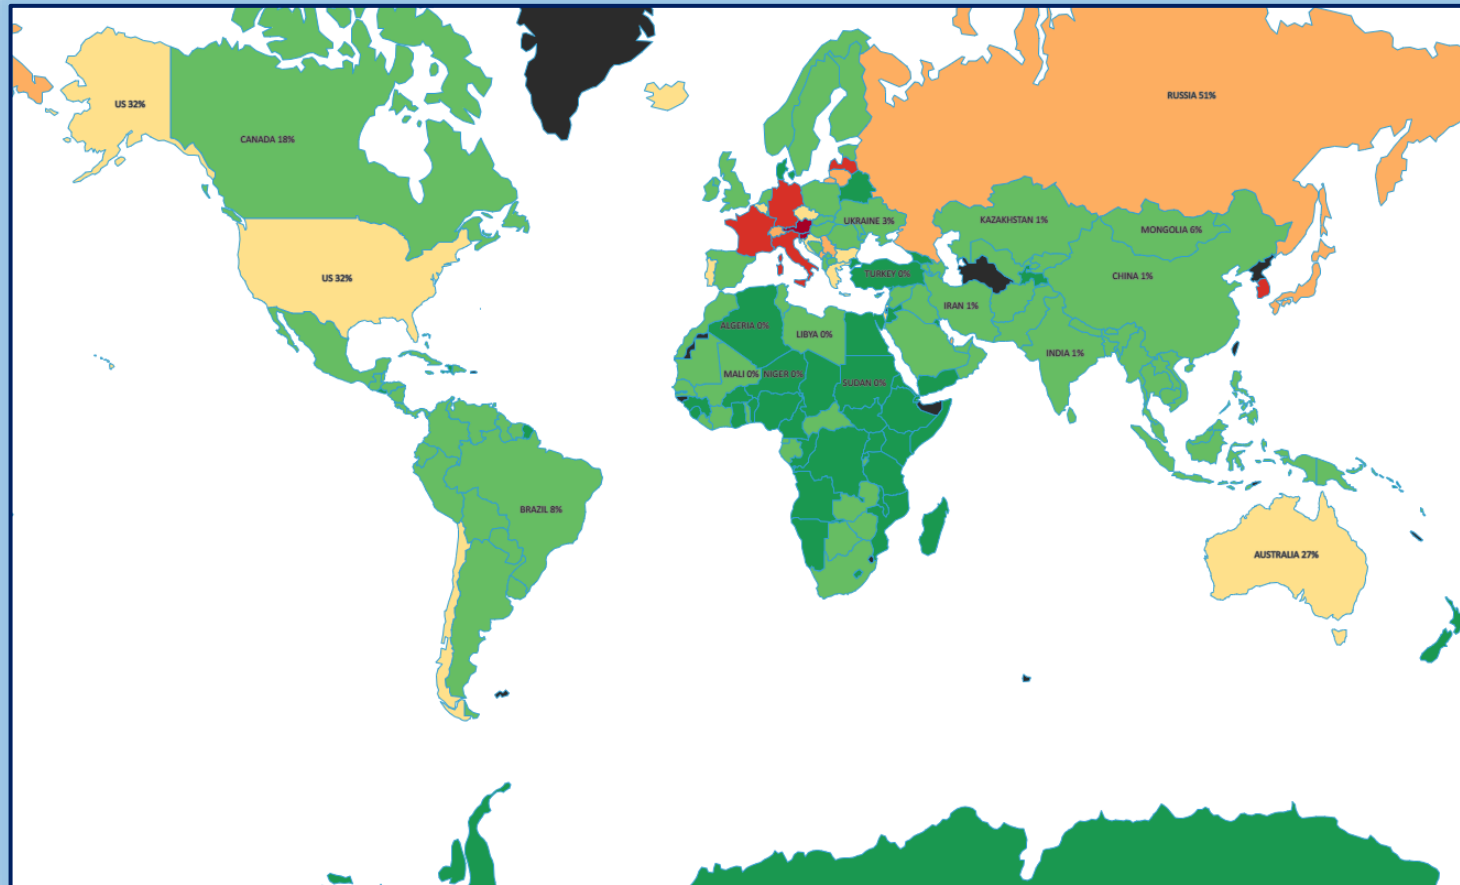 US 32%
RUSSIA 51%
CANADA 18%
UKRAINE 3%
KAZAKHSTAN 1%
MONGOLIA 6%
TURKEY 0%
CHINA 1%
US 32%
IRAN 1%
ALGERIA 0%
LIBYA 0%
INDIA 1%
MALI 0%
NIGER 0%
SUDAN 0%
BRAZIL 8%
AUSTRALIA 27%